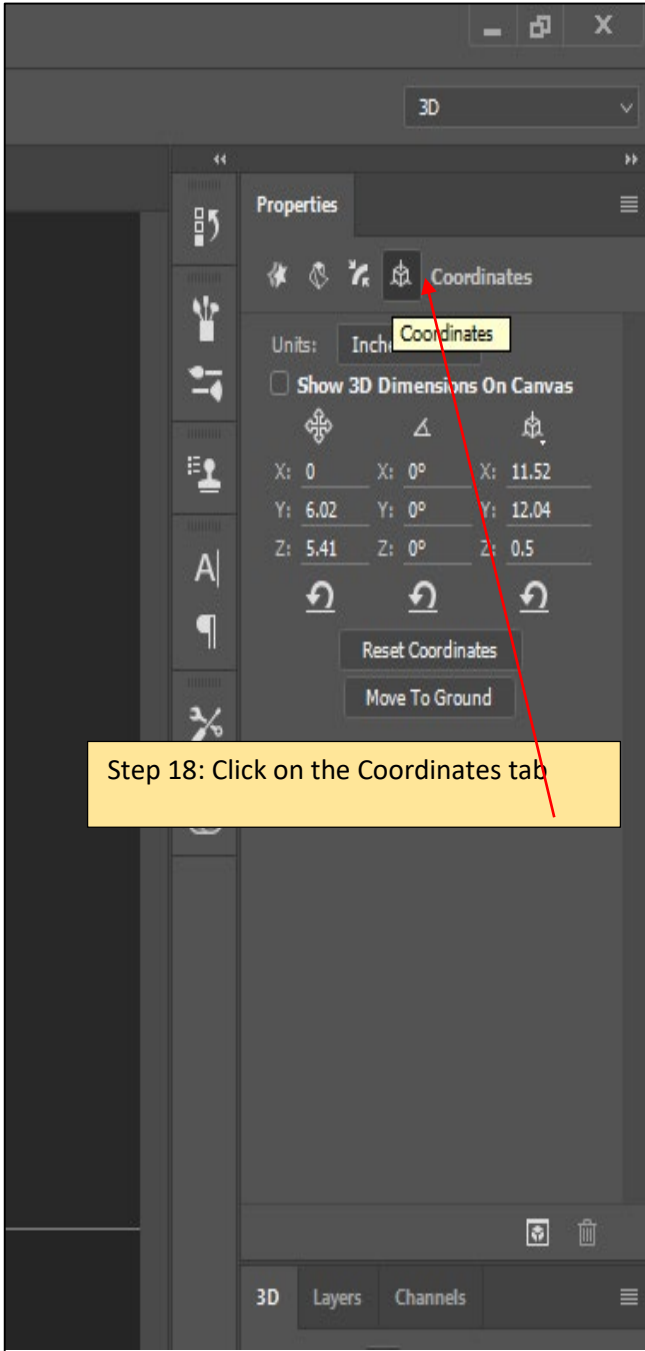 3D
Properties
Coordinates
Coordinates
Units: Inche
Show 3D Dimensions On Canvas
X: 0 X: 0° X: 11.52
Y: 6.02 Y: 0° Y: 12.04
Z: 5.41 Z: 0° Z: 0.5
Reset Coordinates
Move To Ground
Step 18: Click on the Coordinates tab
3D Layers Channels